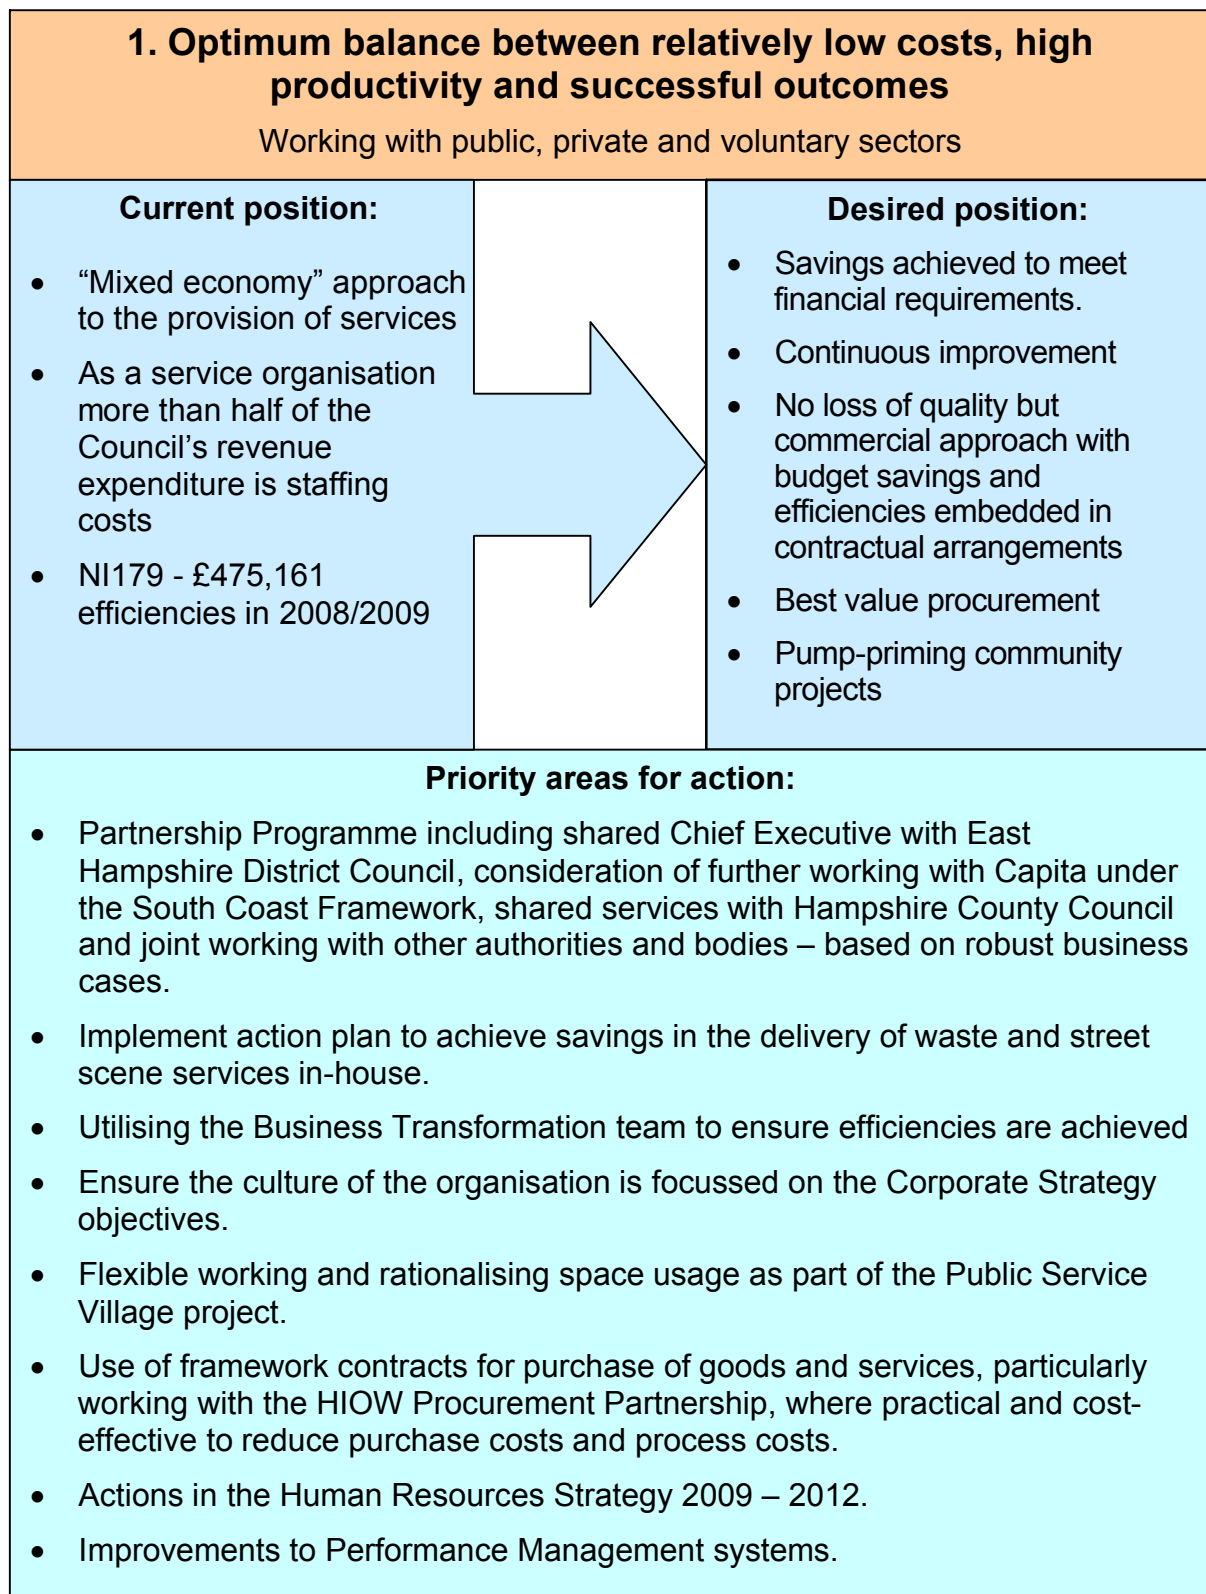 1. Optimum balance between relatively low costs, high
productivity and successful outcomes
Working with public, private and voluntary sectors
Current position:
• “Mixed economy” approach
to the provision of services
• As a service organisation
more than half of the
Council’s revenue
expenditure is staffing
costs
• NI179 - £475,161
efficiencies in 2008/2009
Desired position:
• Savings achieved to meet
financial requirements.
• Continuous improvement
• No loss of quality but
commercial approach with
budget savings and
efficiencies embedded in
contractual arrangements
• Best value procurement
• Pump-priming community
projects
Priority areas for action:
• Partnership Programme including shared Chief Executive with East
Hampshire District Council, consideration of further working with Capita under
the South Coast Framework, shared services with Hampshire County Council
and joint working with other authorities and bodies – based on robust business
cases.
• Implement action plan to achieve savings in the delivery of waste and street
scene services in-house.
• Utilising the Business Transformation team to ensure efficiencies are achieved
• Ensure the culture of the organisation is focussed on the Corporate Strategy
objectives.
• Flexible working and rationalising space usage as part of the Public Service
Village project.
• Use of framework contracts for purchase of goods and services, particularly
working with the HIOW Procurement Partnership, where practical and cost-
effective to reduce purchase costs and process costs.
• Actions in the Human Resources Strategy 2009 – 2012.
• Improvements to Performance Management systems.